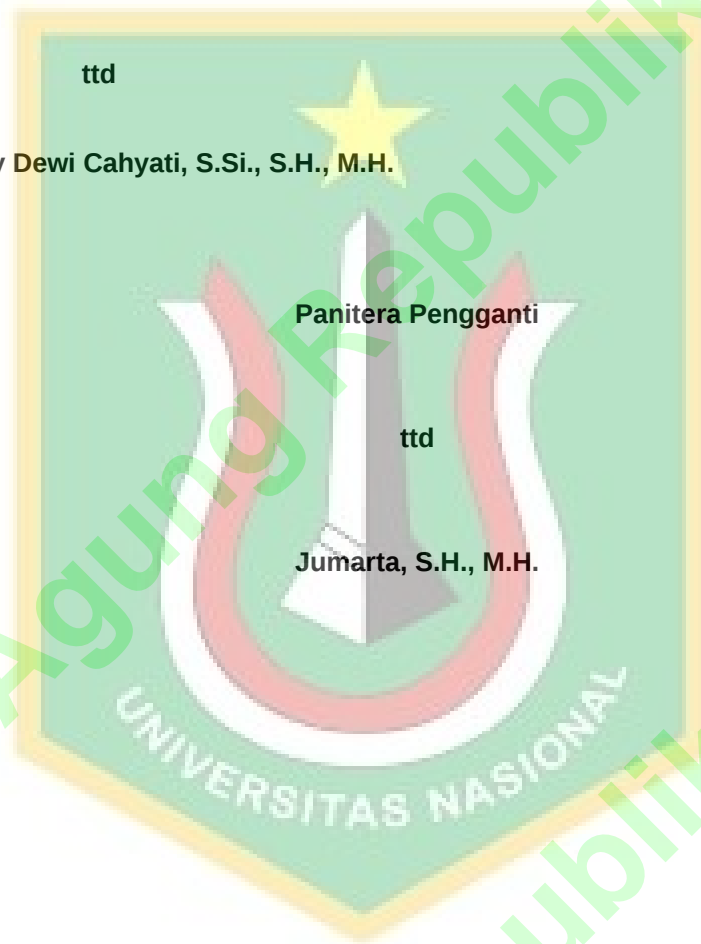 ttd
Dewi Cahyati, S.Si., S.H., M.H.
Panitera Pengganti
ttd
Jumarta, S.H., M.H.
UNIVERSITAS NASIONAL
Agung Republik